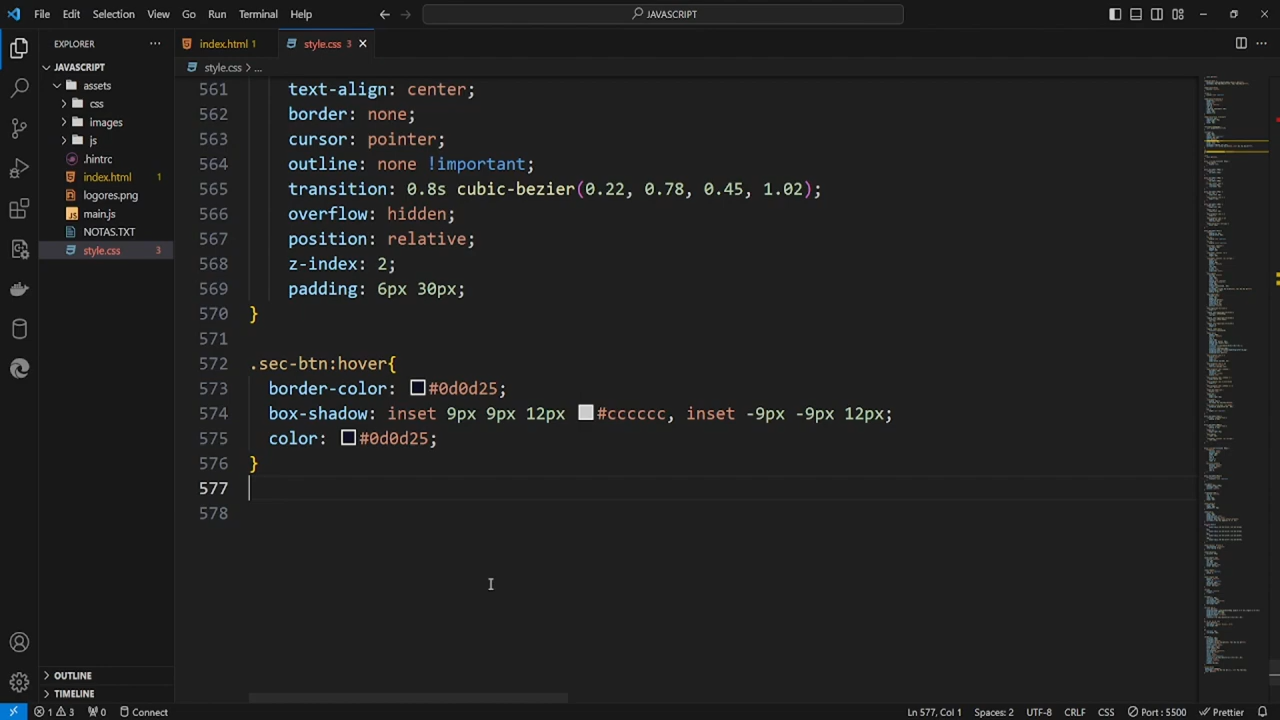 File Edit Selection View Go Run Terminal Help
JAVASCRIPT
EXPLORER
index.html 1
style.css 3
JAVASCRIPT
style.css > ...
assets
css
images
js
.hintrc
index.html 1
logores.png
main.js
NOTAS.TXT
style.css 3
561 text-align: center;
562 border: none;
563 cursor: pointer;
564 outline: none !important;
565 transition: 0.8s cubic-bezier(0.22, 0.78, 0.45, 1.02);
566 overflow: hidden;
567 position: relative;
568 z-index: 2;
569 padding: 6px 30px;
570 }
571
572 .sec-btn:hover{
573 border-color: #0d0d25;
574 box-shadow: inset 9px 9px 12px #cccccc, inset -9px -9px 12px;
575 color: #0d0d25;
576 }
577
578
OUTLINE
TIMELINE
1 3 0 Connect Ln 577, Col 1 Spaces: 2 UTF-8 CRLF CSS Port : 5500 Prettier